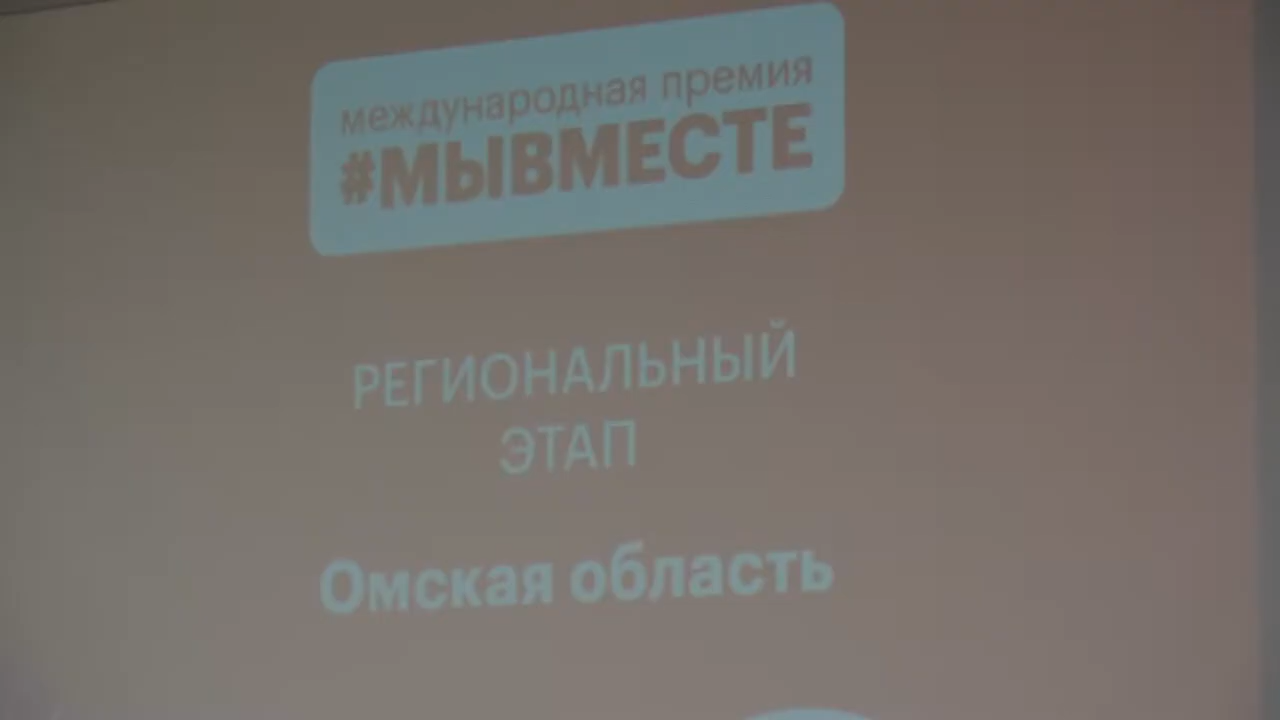 международная премия
#МЫВМЕСТЕ
РЕГИОНАЛЬНЫЙ
ЭТАП
Омская область